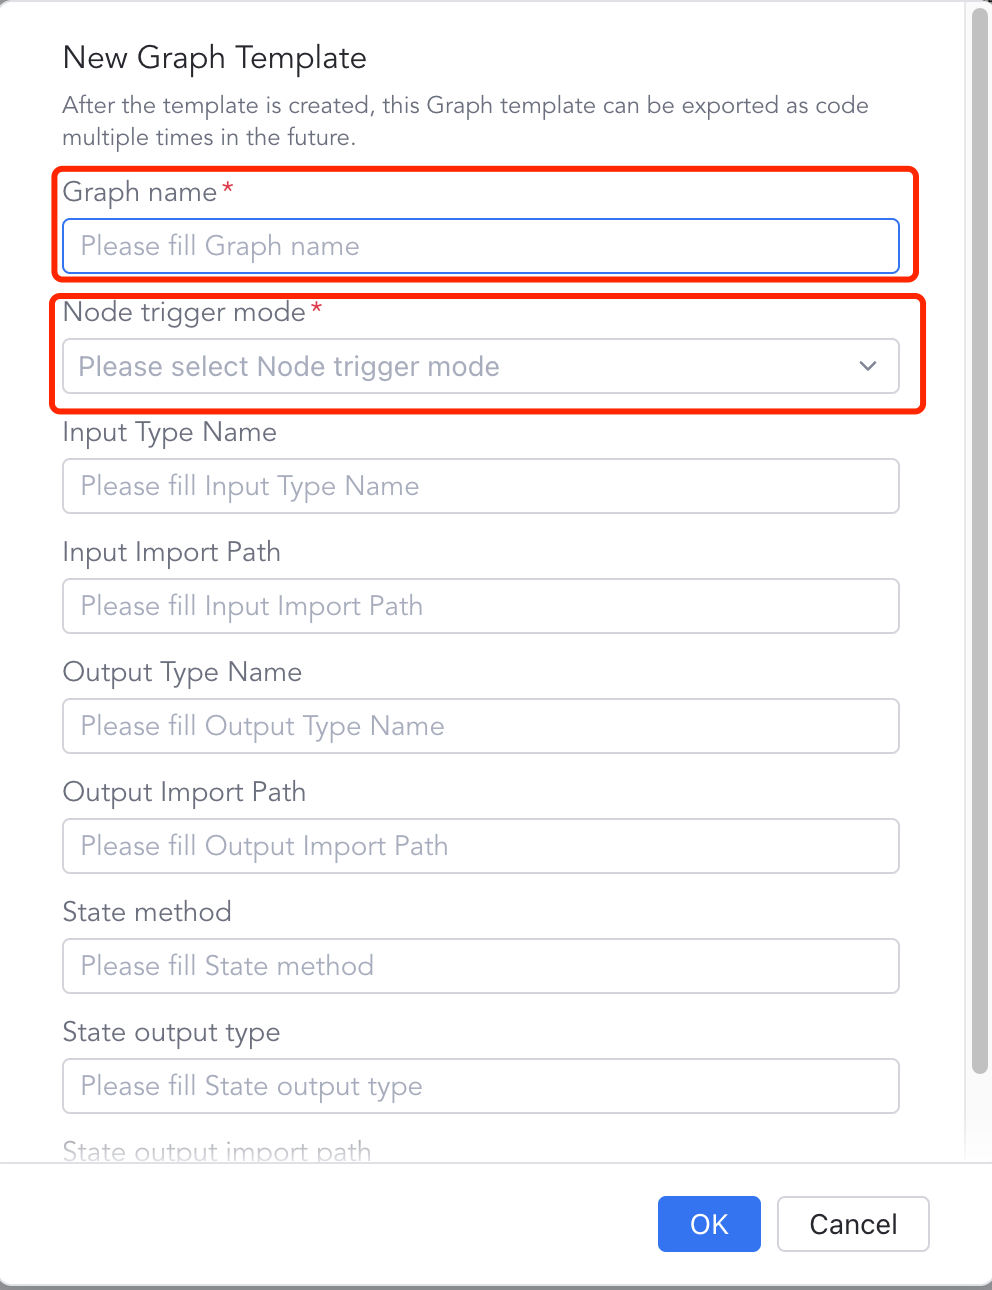 New Graph Template
After the template is created, this Graph template can be exported as code
multiple times in the future.
Graph name*
Please fill Graph name
Node trigger mode*
Please select Node trigger mode
Input Type Name
Please fill Input Type Name
Input Import Path
Please fill Input Import Path
Output Type Name
Please fill Output Type Name
Output Import Path
Please fill Output Import Path
State method
Please fill State method
State output type
Please fill State output type
State output import path
OK
Cancel